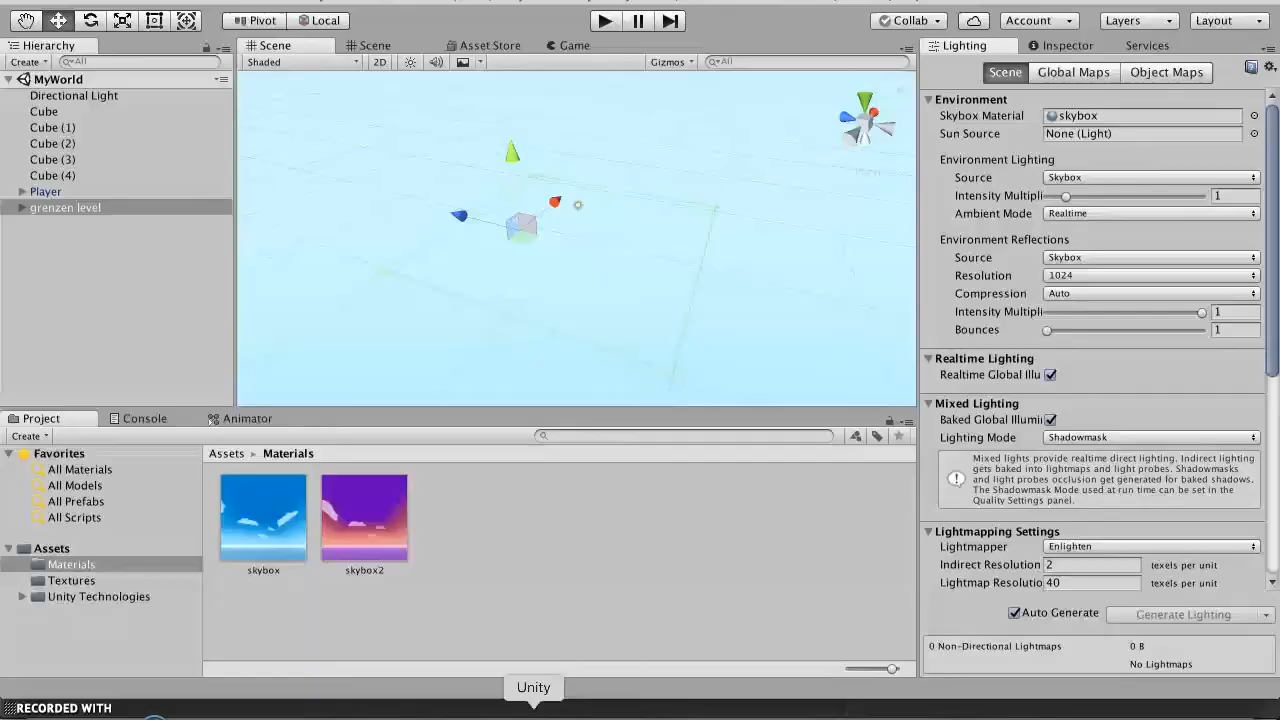 Pivot Local Collab Account Layers Layout
Hierarchy Scene Scene Asset Store Game Lighting Inspector Services
Create All Shaded 2D Gizmos All
Scene Global Maps Object Maps
MyWorld
Directional Light
Cube
Cube (1)
Cube (2)
Cube (3)
Cube (4)
Player
grenzen level
Environment
Skybox Material skybox
Sun Source None (Light)
Environment Lighting
Source Skybox
Intensity Multipli 1
Ambient Mode Realtime
Environment Reflections
Source Skybox
Resolution 1024
Compression Auto
Intensity Multipli 1
Bounces 1
Realtime Lighting
Realtime Global Illu
Mixed Lighting
Baked Global Illumin
Lighting Mode Shadowmask
Mixed lights provide realtime direct lighting. Indirect lighting
gets baked into lightmaps and light probes. Shadowmasks
and light probes occlusion get generated for baked shadows.
The Shadowmask Mode used at run time can be set in the
Quality Settings panel.
Lightmapping Settings
Lightmapper Enlighten
Indirect Resolution 2 texels per unit
Lightmap Resolutio 40 texels per unit
Auto Generate Generate Lighting
0 Non-Directional Lightmaps 0 B
No Lightmaps
Project Console Animator
Create
Favorites
All Materials
All Models
All Prefabs
All Scripts
Assets
Materials
Textures
Unity Technologies
Assets Materials
skybox skybox2
Unity
RECORDED WITH